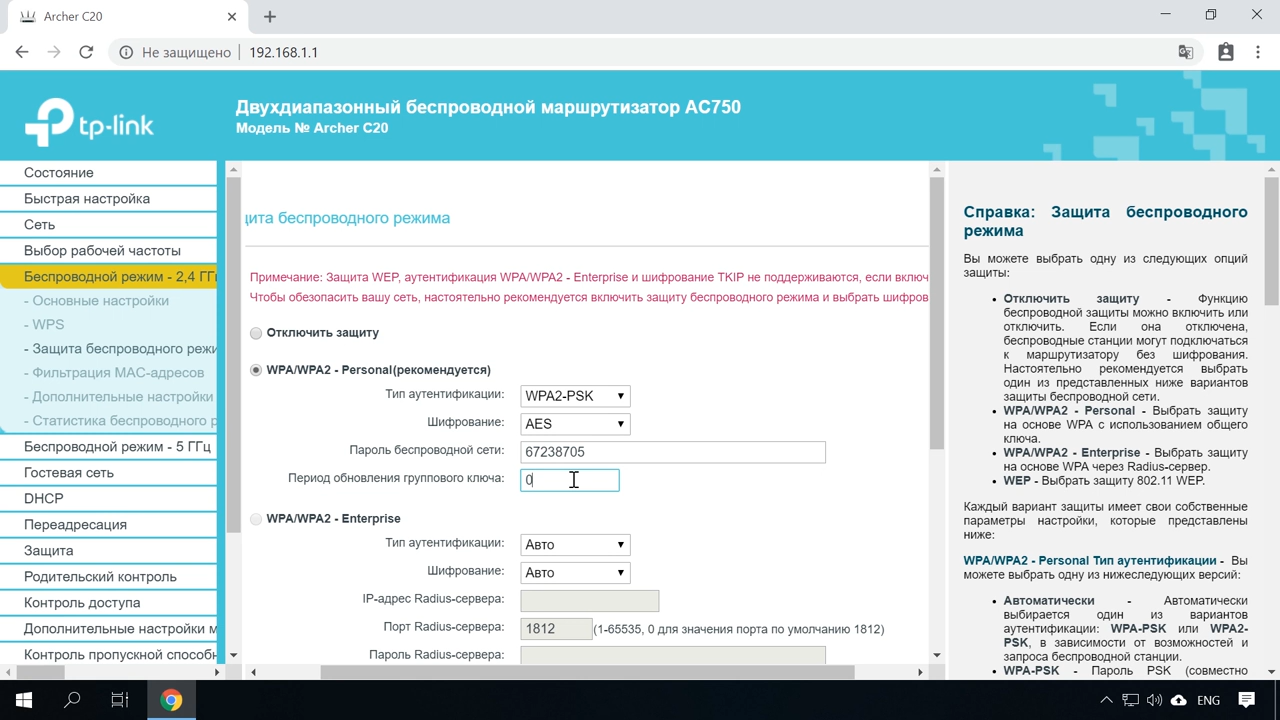 Archer C20
Не защищено
192.168.1.1
tp-link
Двухдиапазонный беспроводной маршрутизатор AC750
Модель № Archer C20
Состояние
Быстрая настройка
Сеть
Выбор рабочей частоты
Беспроводной режим - 2,4 ГГц
- Основные настройки
- WPS
- Защита беспроводного режи
- Фильтрация MAC-адресов
- Дополнительные настройки
- Статистика беспроводного р
Беспроводной режим - 5 ГГц
Гостевая сеть
DHCP
Переадресация
Защита
Родительский контроль
Контроль доступа
Дополнительные настройки м
Контроль пропускной способн
щита беспроводного режима
Примечание: Защита WEP, аутентификация WPA/WPA2 - Enterprise и шифрование TKIP не поддерживаются, если включ
Чтобы обезопасить вашу сеть, настоятельно рекомендуется включить защиту беспроводного режима и выбрать шифров
Отключить защиту
WPA/WPA2 - Personal(рекомендуется)
Тип аутентификации: WPA2-PSK
Шифрование: AES
Пароль беспроводной сети: 67238705
Период обновления группового ключа: 0
WPA/WPA2 - Enterprise
Тип аутентификации: Авто
Шифрование: Авто
IP-адрес Radius-сервера:
Порт Radius-сервера: 1812 (1-65535, 0 для значения порта по умолчанию 1812)
Пароль Radius-сервера:
Справка: Защита беспроводного
режима
Вы можете выбрать одну из следующих опций
защиты:
• Отключить защиту - Функцию
беспроводной защиты можно включить или
отключить. Если она отключена,
беспроводные станции могут подключаться
к маршрутизатору без шифрования.
Настоятельно рекомендуется выбрать
один из представленных ниже вариантов
защиты беспроводной сети.
• WPA/WPA2 - Personal - Выбрать защиту
на основе WPA с использованием общего
ключа.
• WPA/WPA2 - Enterprise - Выбрать защиту
на основе WPA через Radius-сервер.
• WEP - Выбрать защиту 802.11 WEP.
Каждый вариант защиты имеет свои собственные
параметры настройки, которые представлены
ниже:
WPA/WPA2 - Personal Тип аутентификации - Вы
можете выбрать одну из нижеследующих версий:
• Автоматически - Автоматически
выбирается один из вариантов
аутентификации: WPA-PSK или WPA2-
PSK, в зависимости от возможностей и
запроса беспроводной станции.
• WPA-PSK - Пароль PSK (совместно
ENG